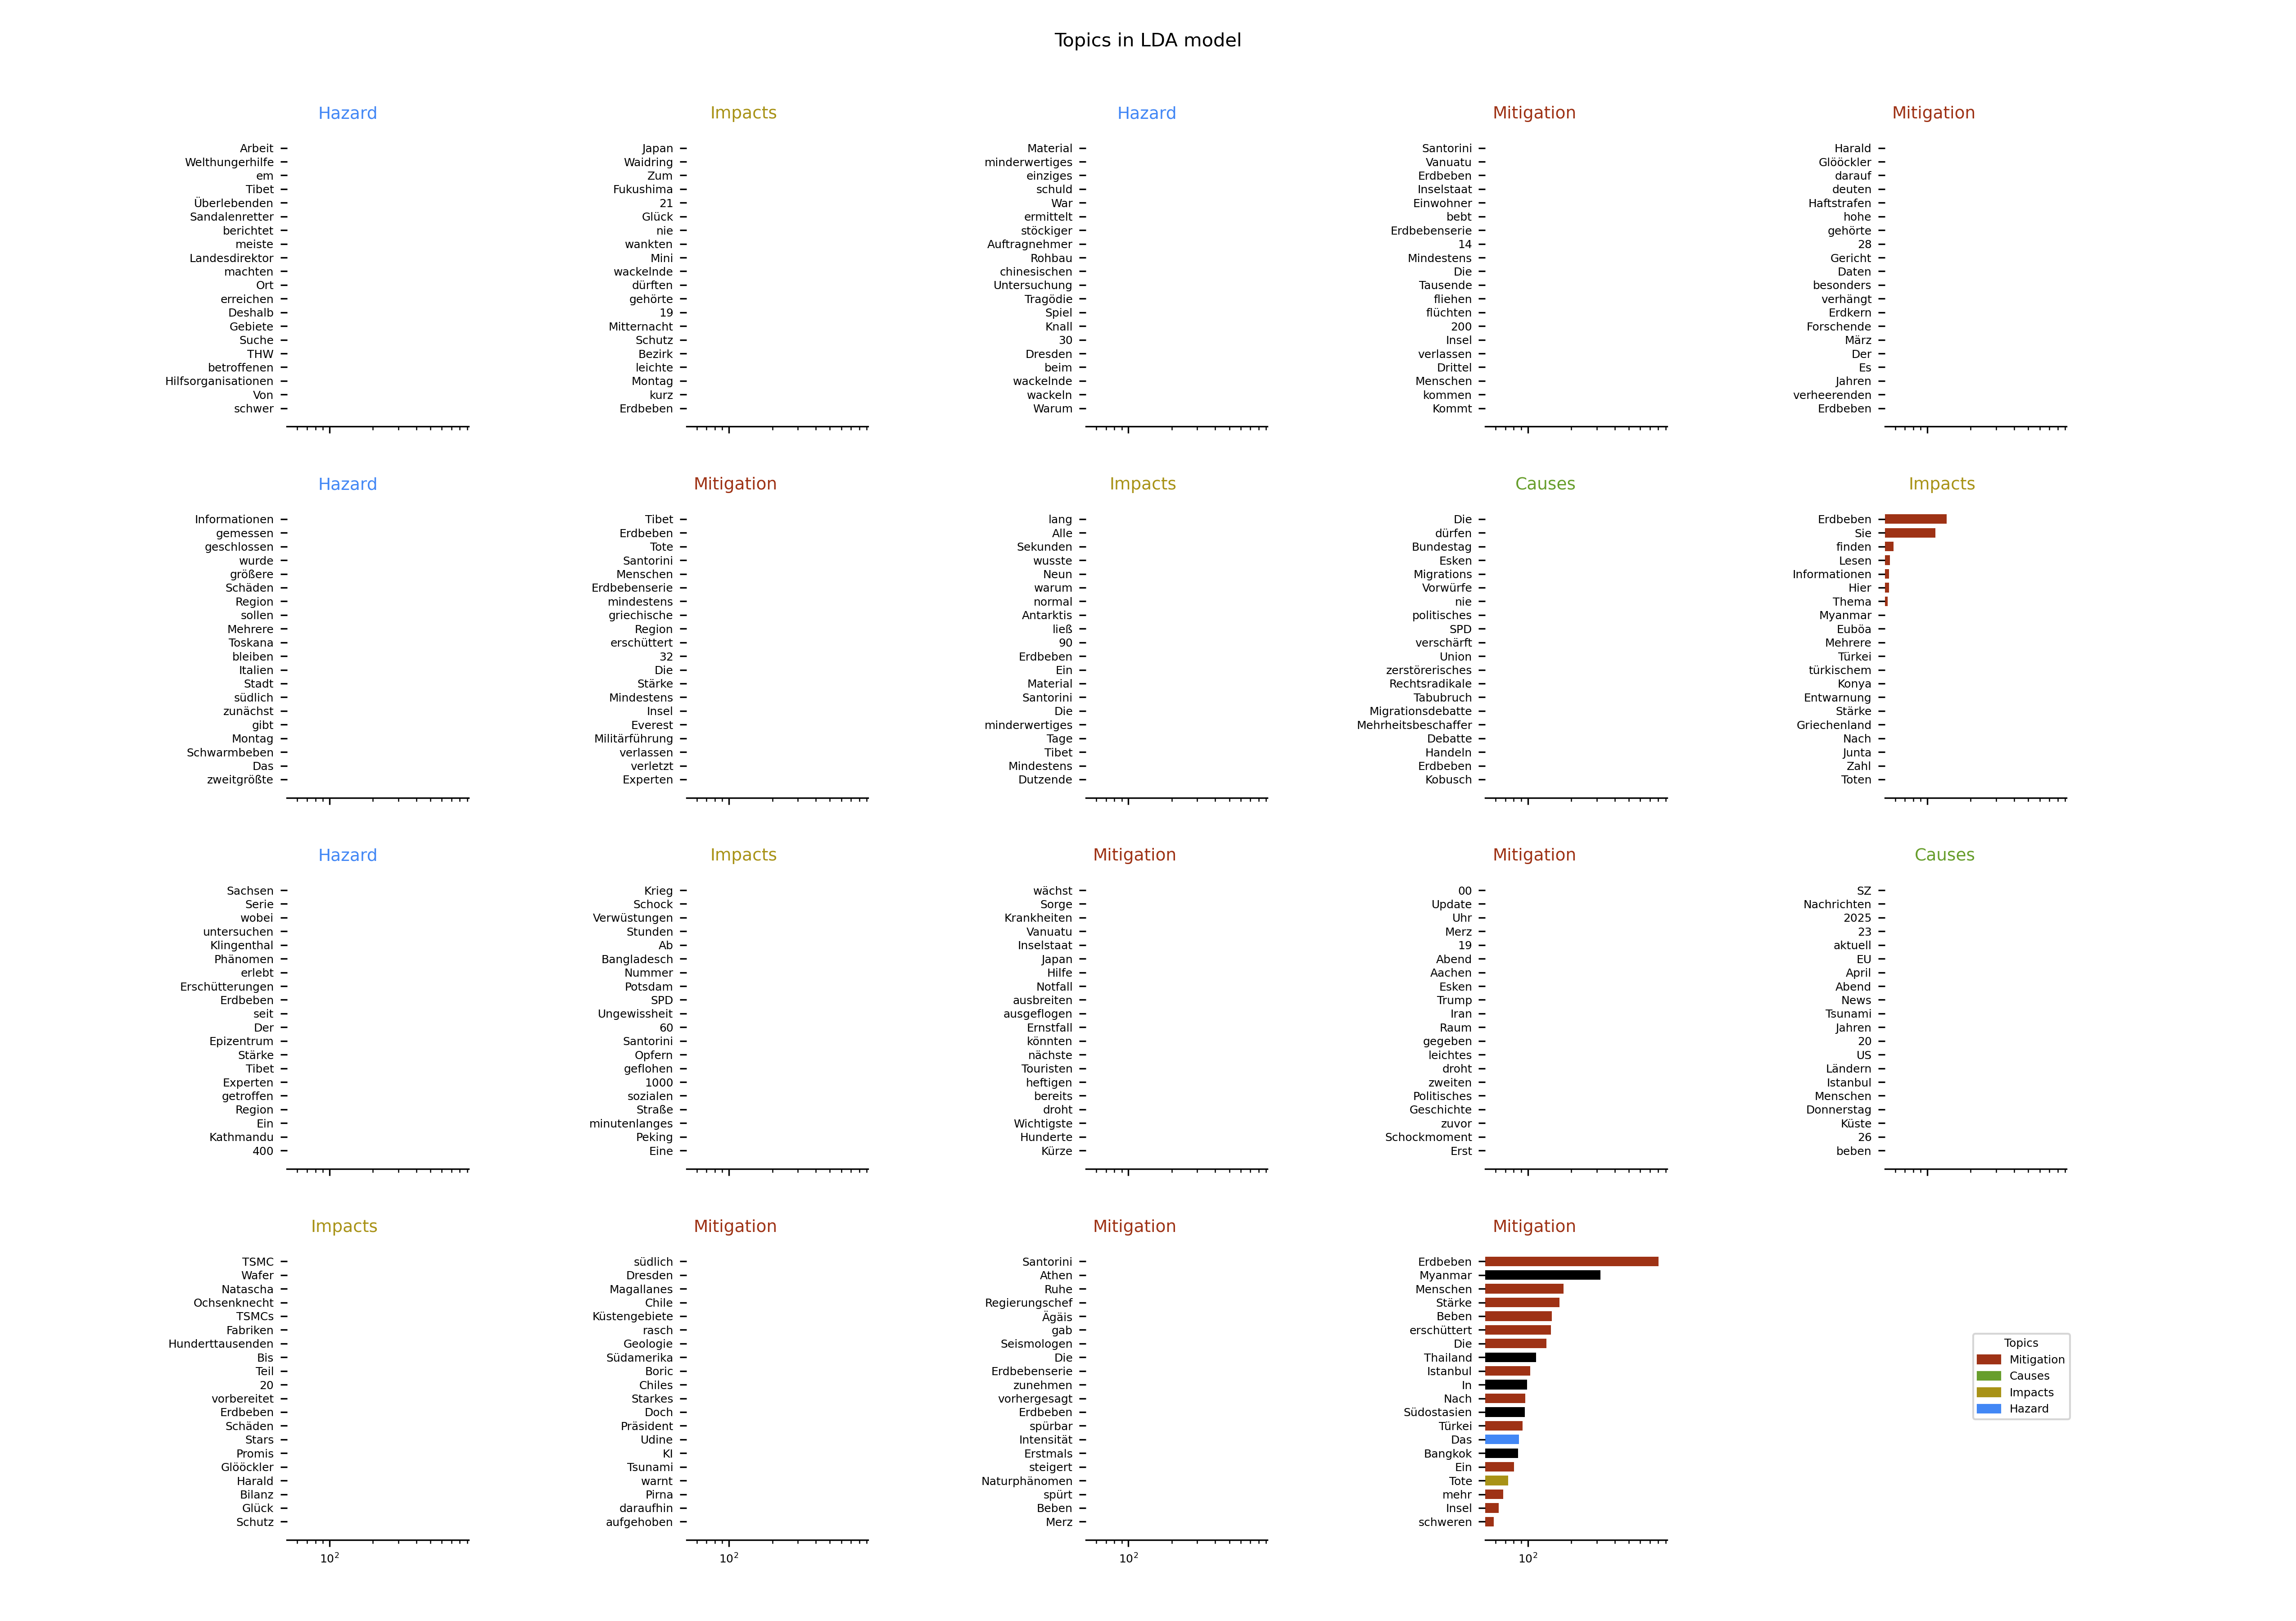 Topics in LDA model
Hazard
Arbeit
Welthungerhilfe
em
Tibet
Überlebenden
Sandalenretter
berichtet
meiste
Landesdirektor
machten
Ort
erreichen
Deshalb
Gebiete
Suche
THW
betroffenen
Hilfsorganisationen
Von
schwer
Impacts
Japan
Waidring
Zum
Fukushima
21
Glück
nie
wankten
Mini
wackelnde
dürften
gehörte
19
Mitternacht
Schutz
Bezirk
leichte
Montag
kurz
Erdbeben
Hazard
Material
minderwertiges
einziges
schuld
War
ermittelt
stöckiger
Auftragnehmer
Rohbau
chinesischen
Untersuchung
Tragödie
Spiel
Knall
30
Dresden
beim
wackelnde
wackeln
Warum
Mitigation
Santorini
Vanuatu
Erdbeben
Inselstaat
Einwohner
bebt
Erdbebenserie
14
Mindestens
Die
Tausende
fliehen
flüchten
200
Insel
verlassen
Drittel
Menschen
kommen
Kommt
Mitigation
Harald
Glööckler
darauf
deuten
Haftstrafen
hohe
gehörte
28
Gericht
Daten
besonders
verhängt
Erdkern
Forschende
März
Der
Es
Jahren
verheerenden
Erdbeben
Hazard
Informationen
gemessen
geschlossen
wurde
größere
Schäden
Region
sollen
Mehrere
Toskana
bleiben
Italien
Stadt
südlich
zunächst
gibt
Montag
Schwarmbeben
Das
zweitgrößte
Mitigation
Tibet
Erdbeben
Tote
Santorini
Menschen
Erdbebenserie
mindestens
griechische
Region
erschüttert
32
Die
Stärke
Mindestens
Insel
Everest
Militärführung
verlassen
verletzt
Experten
Impacts
lang
Alle
Sekunden
wusste
Neun
warum
normal
Antarktis
ließ
90
Erdbeben
Ein
Material
Santorini
Die
minderwertiges
Tage
Tibet
Mindestens
Dutzende
Causes
Die
dürfen
Bundestag
Esken
Migrations
Vorwürfe
nie
politisches
SPD
verschärft
Union
zerstörerisches
Rechtsradikale
Tabubruch
Migrationsdebatte
Mehrheitsbeschaffer
Debatte
Handeln
Erdbeben
Kobusch
Impacts
Erdbeben
Sie
finden
Lesen
Informationen
Hier
Thema
Myanmar
Euböa
Mehrere
Türkei
türkischem
Konya
Entwarnung
Stärke
Griechenland
Nach
Junta
Zahl
Toten
Hazard
Sachsen
Serie
wobei
untersuchen
Klingenthal
Phänomen
erlebt
Erschütterungen
Erdbeben
seit
Der
Epizentrum
Stärke
Tibet
Experten
getroffen
Region
Ein
Kathmandu
400
Impacts
Krieg
Schock
Verwüstungen
Stunden
Ab
Bangladesch
Nummer
Potsdam
SPD
Ungewissheit
60
Santorini
Opfern
geflohen
1000
sozialen
Straße
minutenlanges
Peking
Eine
Mitigation
wächst
Sorge
Krankheiten
Vanuatu
Inselstaat
Japan
Hilfe
Notfall
ausbreiten
ausgeflogen
Ernstfall
könnten
nächste
Touristen
heftigen
bereits
droht
Wichtigste
Hunderte
Kürze
Mitigation
00
Update
Uhr
Merz
19
Abend
Aachen
Esken
Trump
Iran
Raum
gegeben
leichtes
droht
zweiten
Politisches
Geschichte
zuvor
Schockmoment
Erst
Causes
SZ
Nachrichten
2025
23
aktuell
EU
April
Abend
News
Tsunami
Jahren
20
US
Ländern
Istanbul
Menschen
Donnerstag
Küste
26
beben
Impacts
TSMC
Wafer
Natascha
Ochsenknecht
TSMCs
Fabriken
Hunderttausenden
Bis
Teil
20
vorbereitet
Erdbeben
Schäden
Stars
Promis
Glööckler
Harald
Bilanz
Glück
Schutz
10²
Mitigation
südlich
Dresden
Magallanes
Chile
Küstengebiete
rasch
Geologie
Südamerika
Boric
Chiles
Starkes
Doch
Präsident
Udine
KI
Tsunami
warnt
Pirna
daraufhin
aufgehoben
10²
Mitigation
Santorini
Athen
Ruhe
Regierungschef
Ägäis
gab
Seismologen
Die
Erdbebenserie
zunehmen
vorhergesagt
Erdbeben
spürbar
Intensität
Erstmals
steigert
Naturphänomen
spürt
Beben
Merz
10²
Mitigation
Erdbeben
Myanmar
Menschen
Stärke
Beben
erschüttert
Die
Thailand
Istanbul
In
Nach
Südostasien
Türkei
Das
Bangkok
Ein
Tote
mehr
Insel
schweren
10²
Topics
Mitigation
Causes
Impacts
Hazard